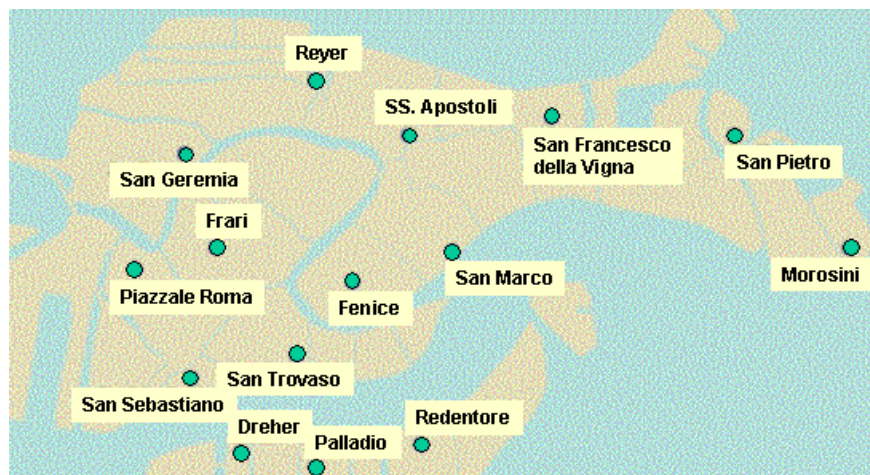 Reyer
SS. Apostoli
San Francesco
della Vigna
San Pietro
San Geremia
Frari
San Marco
Morosini
Piazzale Roma
Fenice
San Trovaso
San Sebastiano
Redentore
Dreher
Palladio